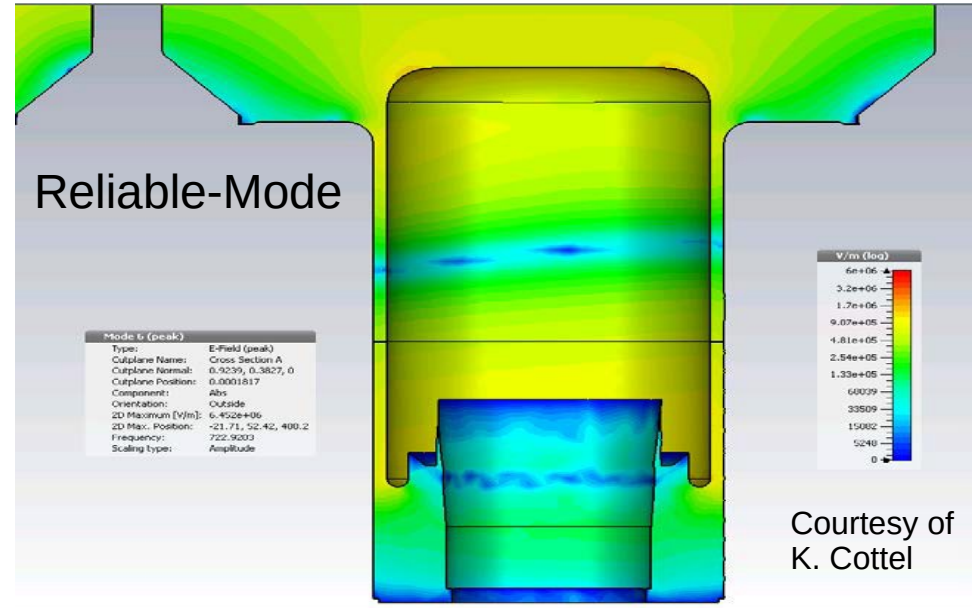 Reliable-Mode
V/m (log)
6e+06
3.2e+06
1.7e+06
9.07e+05
4.81e+05
2.54e+05
1.33e+05
68039
33509
15082
5248
0
Mode 6 (peak)
Type: E-Field (peak)
Cutplane Name: Cross Section A
Cutplane Normal: 0.9239, 0.3827, 0
Cutplane Position: 0.0001817
Component: Abs
Orientation: Outside
2D Maximum [V/m]: 6.452e+06
2D Max. Position: -21.71, 52.42, 400.2
Frequency: 722.9203
Scaling type: Amplitude
Courtesy of
K. Cottel